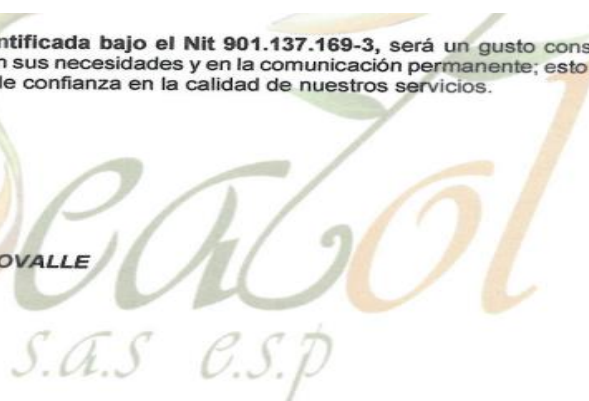 ntificada bajo el Nit 901.137.169-3, será un gusto cons
n sus necesidades y en la comunicación permanente; esto
le confianza en la calidad de nuestros servicios.
OVALLE
s.a.s e.s.p